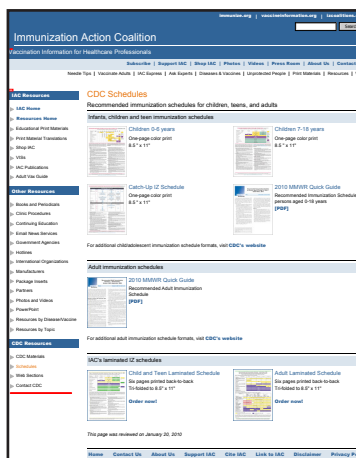 immunize.org | vaccineinformation.org | izcoalitions.
Immunization Action Coalition
Vaccination Information for Healthcare Professionals
Subscribe | Support IAC | Shop IAC | Photos | Videos | Press Room | About Us | Contact
Needle Tips | Vaccinate Adults | IAC Express | Ask Experts | Diseases & Vaccines | Unprotected People | Print Materials | Resources |
IAC Resources
IAC Home
Resources Home
Educational Print Materials
Print Material Translations
Shop IAC
VISs
IAC Publications
Adult Vax Guide
Other Resources
Books and Periodicals
Clinic Procedures
Continuing Education
Email News Services
Government Agencies
Hotlines
International Organizations
Manufacturers
Package Inserts
Partners
Photos and Videos
PowerPoint
Resources by Disease/Vaccine
Resources by Topic
CDC Resources
CDC Materials
Schedules
Web Sections
Contact CDC
CDC Schedules
Recommended immunization schedules for children, teens, and adults
Infants, children and teen immunization schedules
Children 0-6 years
One-page color print
8.5" x 11"
Children 7-18 years
One-page color print
8.5" x 11"
Catch-Up IZ Schedule
One-page color print
8.5" x 11"
2010 MMWR Quick Guide
Recommended Immunization Schedule
persons aged 0-18 years
[PDF]
For additional child/adolescent immunization schedule formats, visit CDC's website
Adult immunization schedules
2010 MMWR Quick Guide
Recommended Adult Immunization
Schedule
[PDF]
For additional adult immunization schedule formats, visit CDC's website
IAC's laminated IZ schedules
Child and Teen Laminated Schedule
Six pages printed back-to-back
Tri-folded to 8.0" x 11"
Order now!
Adult Laminated Schedule
Six pages printed back-to-back
Tri-folded to 8.0" x 11"
Order now!
This page was reviewed on January 20, 2010
Home Contact Us About Us Support IAC Cite IAC Link to IAC Disclaimer Privacy P